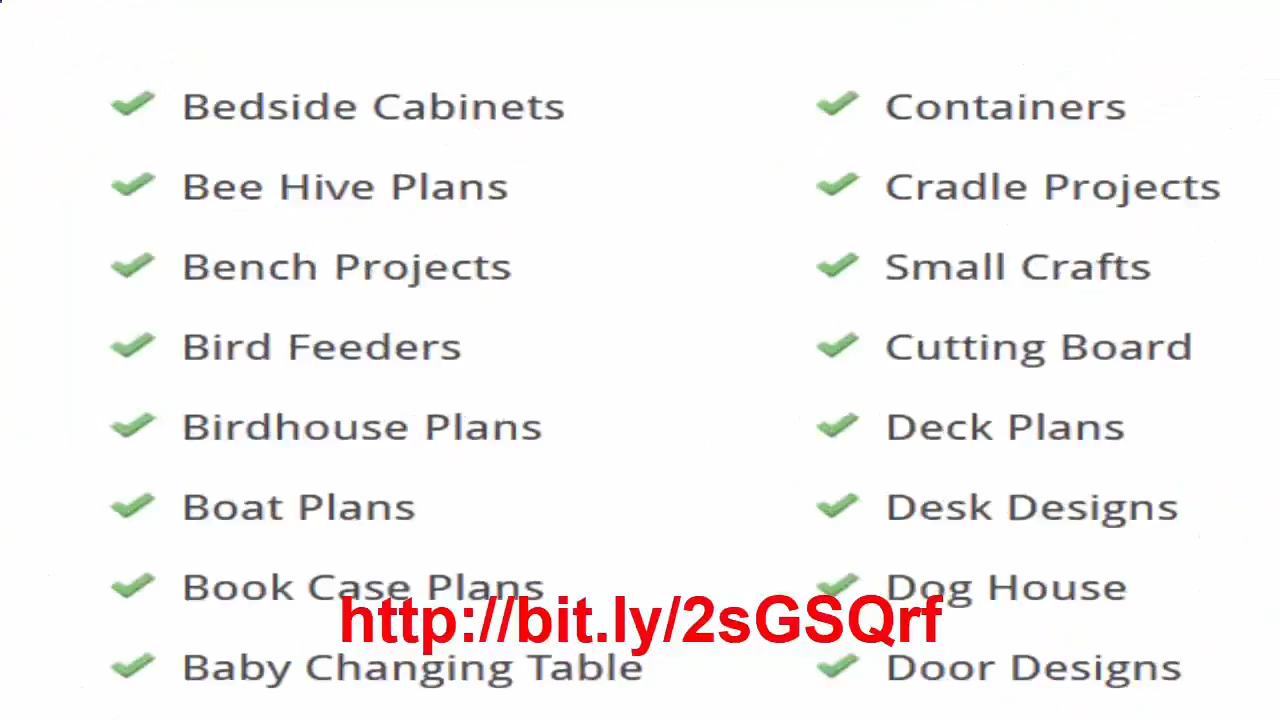 Bedside Cabinets
Bee Hive Plans
Bench Projects
Bird Feeders
Birdhouse Plans
Boat Plans
Book Case Plans
Baby Changing Table
Containers
Cradle Projects
Small Crafts
Cutting Board
Deck Plans
Desk Designs
Dog House
Door Designs
http://bit.ly/2sGSQrf